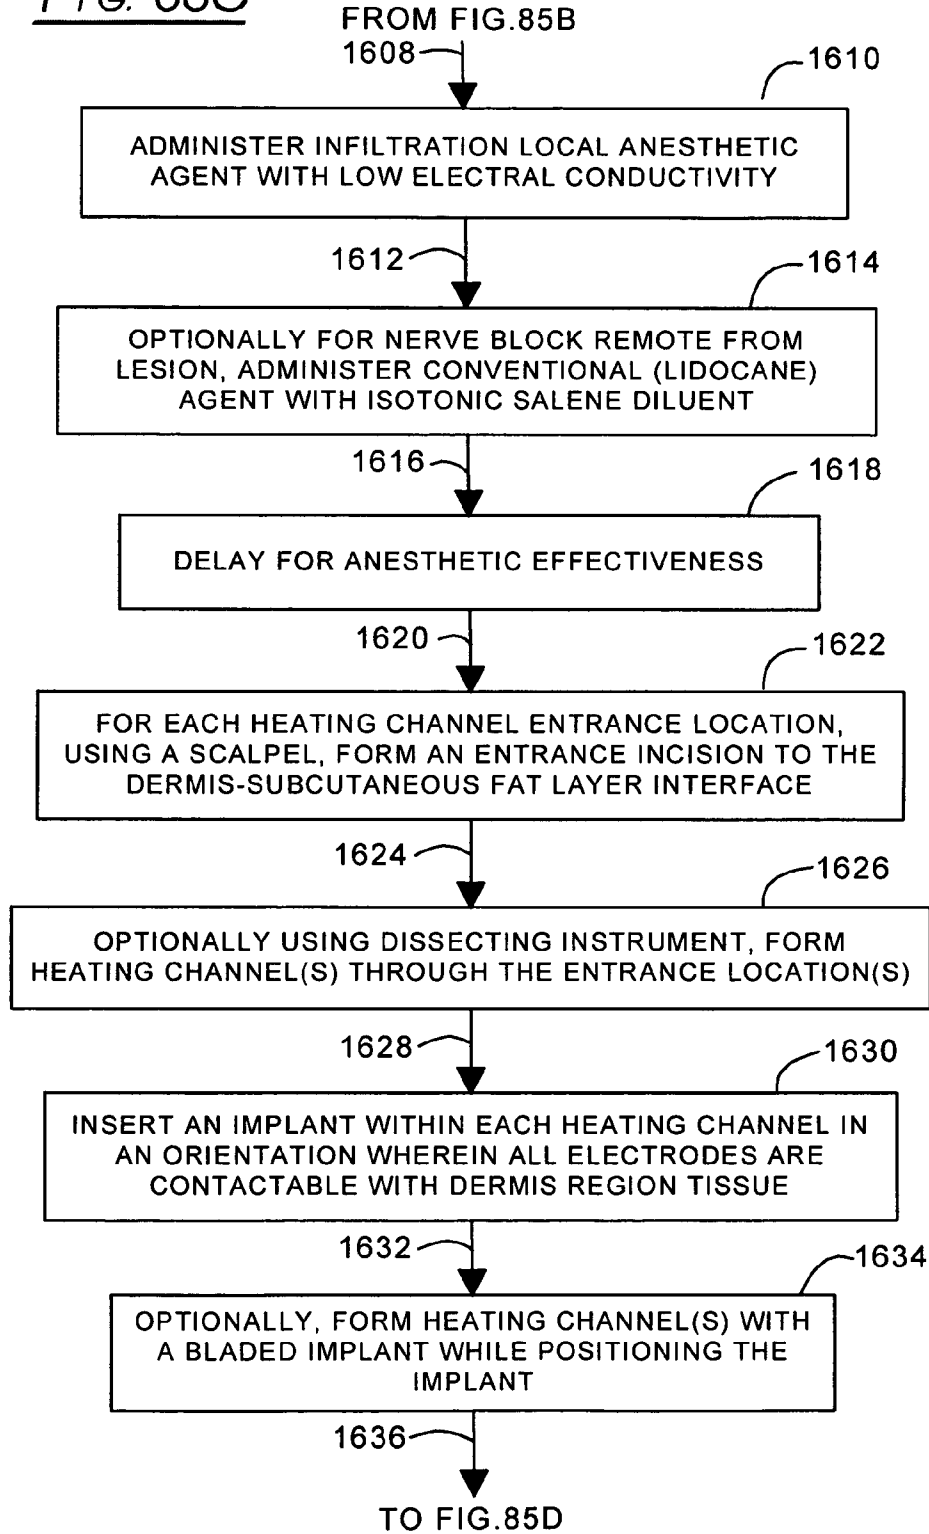 FIG. 85C
FROM FIG.85B
1608
1610
ADMINISTER INFILTRATION LOCAL ANESTHETIC
AGENT WITH LOW ELECTRAL CONDUCTIVITY
1612
1614
OPTIONALLY FOR NERVE BLOCK REMOTE FROM
LESION, ADMINISTER CONVENTIONAL (LIDOCANE)
AGENT WITH ISOTONIC SALENE DILUENT
1616
1618
DELAY FOR ANESTHETIC EFFECTIVENESS
1620
1622
FOR EACH HEATING CHANNEL ENTRANCE LOCATION,
USING A SCALPEL, FORM AN ENTRANCE INCISION TO THE
DERMIS-SUBCUTANEOUS FAT LAYER INTERFACE
1624
1626
OPTIONALLY USING DISSECTING INSTRUMENT, FORM
HEATING CHANNEL(S) THROUGH THE ENTRANCE LOCATION(S)
1628
1630
INSERT AN IMPLANT WITHIN EACH HEATING CHANNEL IN
AN ORIENTATION WHEREIN ALL ELECTRODES ARE
CONTACTABLE WITH DERMIS REGION TISSUE
1632
1634
OPTIONALLY, FORM HEATING CHANNEL(S) WITH
A BLADED IMPLANT WHILE POSITIONING THE
IMPLANT
1636
TO FIG.85D